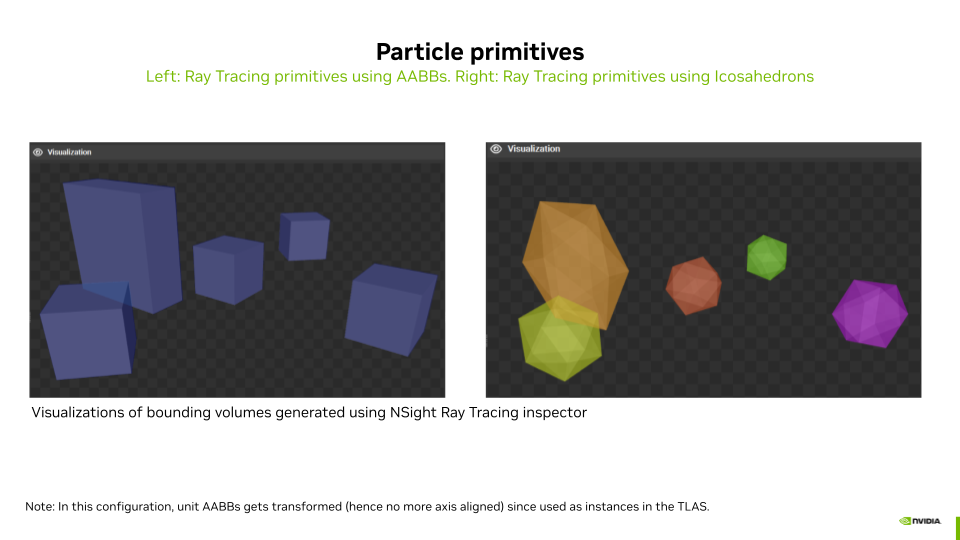 Particle primitives
Left: Ray Tracing primitives using AABBs. Right: Ray Tracing primitives using Icosahedrons
Visualization
Visualization
Visualizations of bounding volumes generated using NSight Ray Tracing inspector
Note: In this configuration, unit AABBs gets transformed (hence no more axis aligned) since used as instances in the TLAS.
NVIDIA.